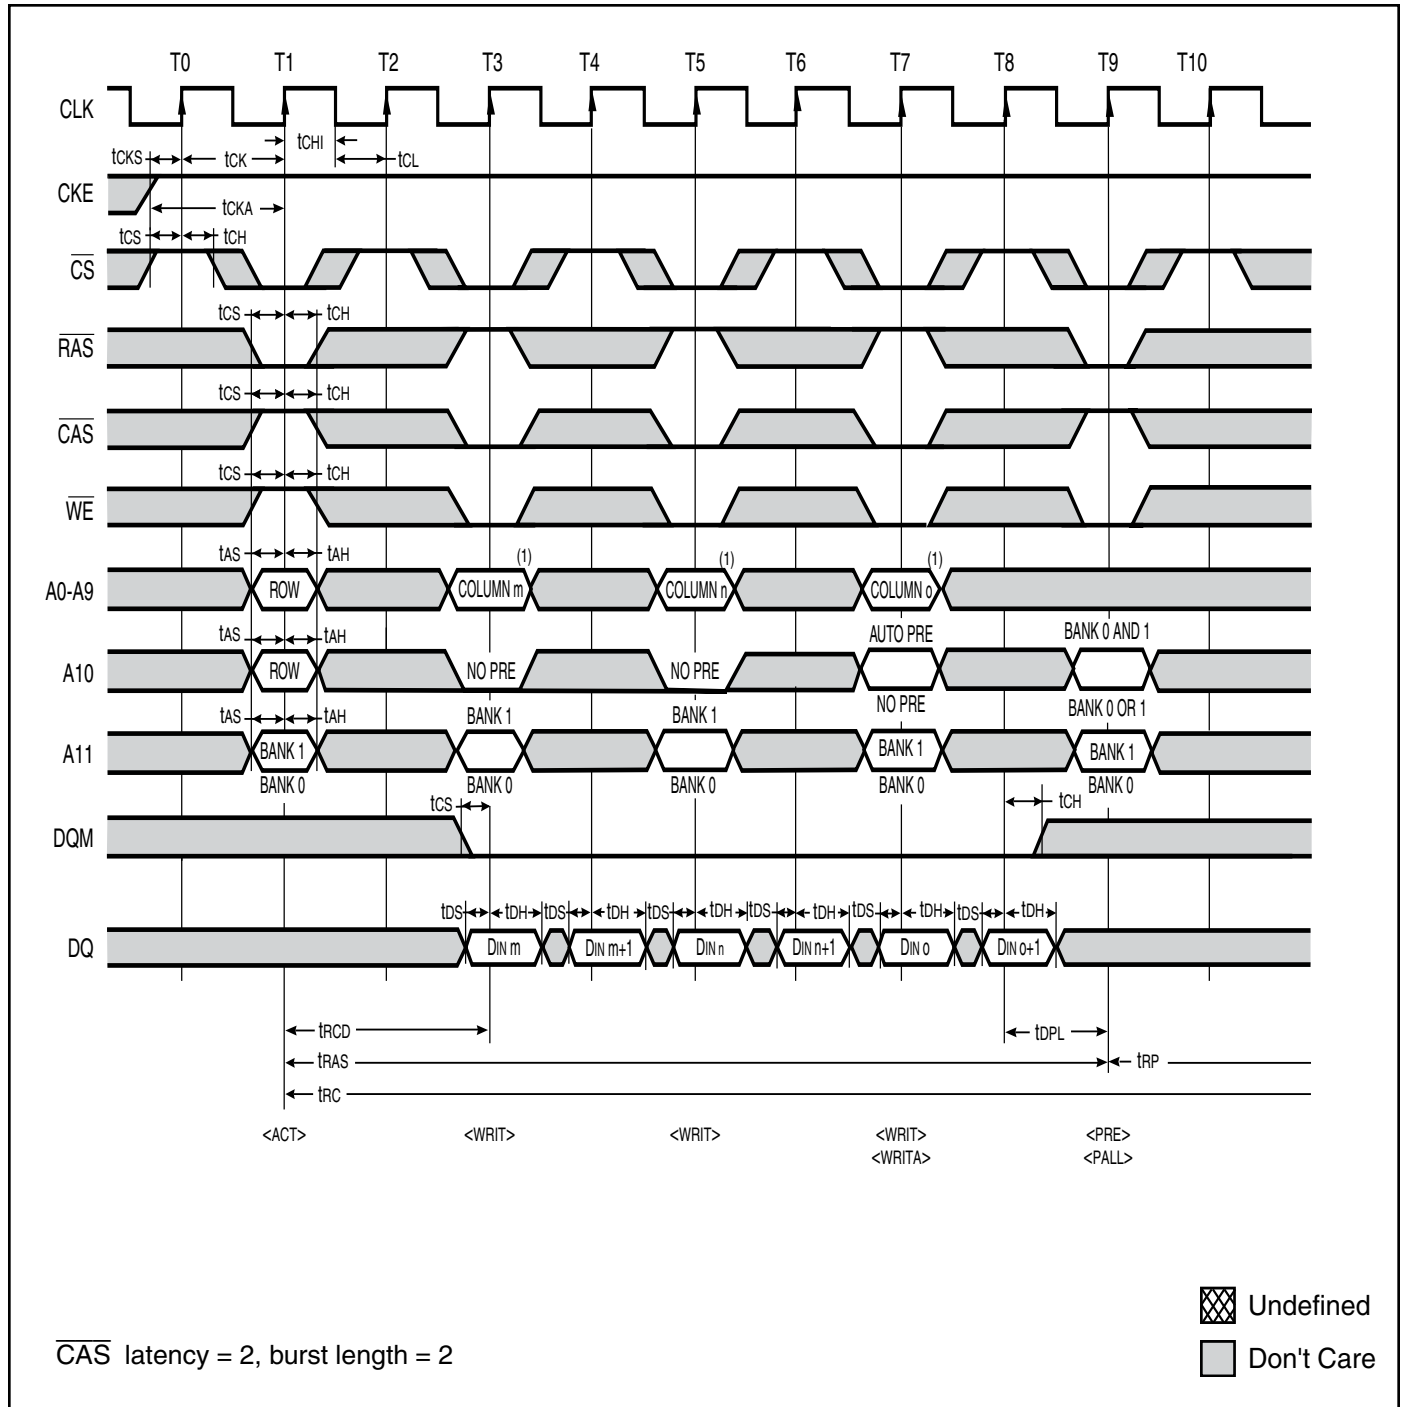 T0 T1 T2 T3 T4 T5 T6 T7 T8 T9 T10
CLK
tCHI
tCKS tCK tCL
CKE
tCKA
tCS tCH
CS
tCS tCH
RAS
tCS tCH
CAS
tCS tCH
WE
tAS tAH (1) (1) (1)
A0-A9 ROW COLUMN m COLUMN n COLUMN o
tAS tAH AUTO PRE BANK 0 AND 1
A10 ROW NO PRE NO PRE
NO PRE BANK 0 OR 1
tAS tAH BANK 1 BANK 1
A11 BANK 1 BANK 1 BANK 1
BANK 0 BANK 0 BANK 0 BANK 0 BANK 0
tCS tCH
DQM
tDS tDH tDS tDH tDS tDH tDS tDH tDS tDH tDS tDH
DQ DIN m DIN m+1 DIN n DIN n+1 DIN o DIN o+1
tRCD tDPL
tRAS tRP
tRC
<ACT> <WRIT> <WRIT> <WRIT> <PRE>
<WRITA> <PALL>
Undefined
CAS latency = 2, burst length = 2
Don't Care